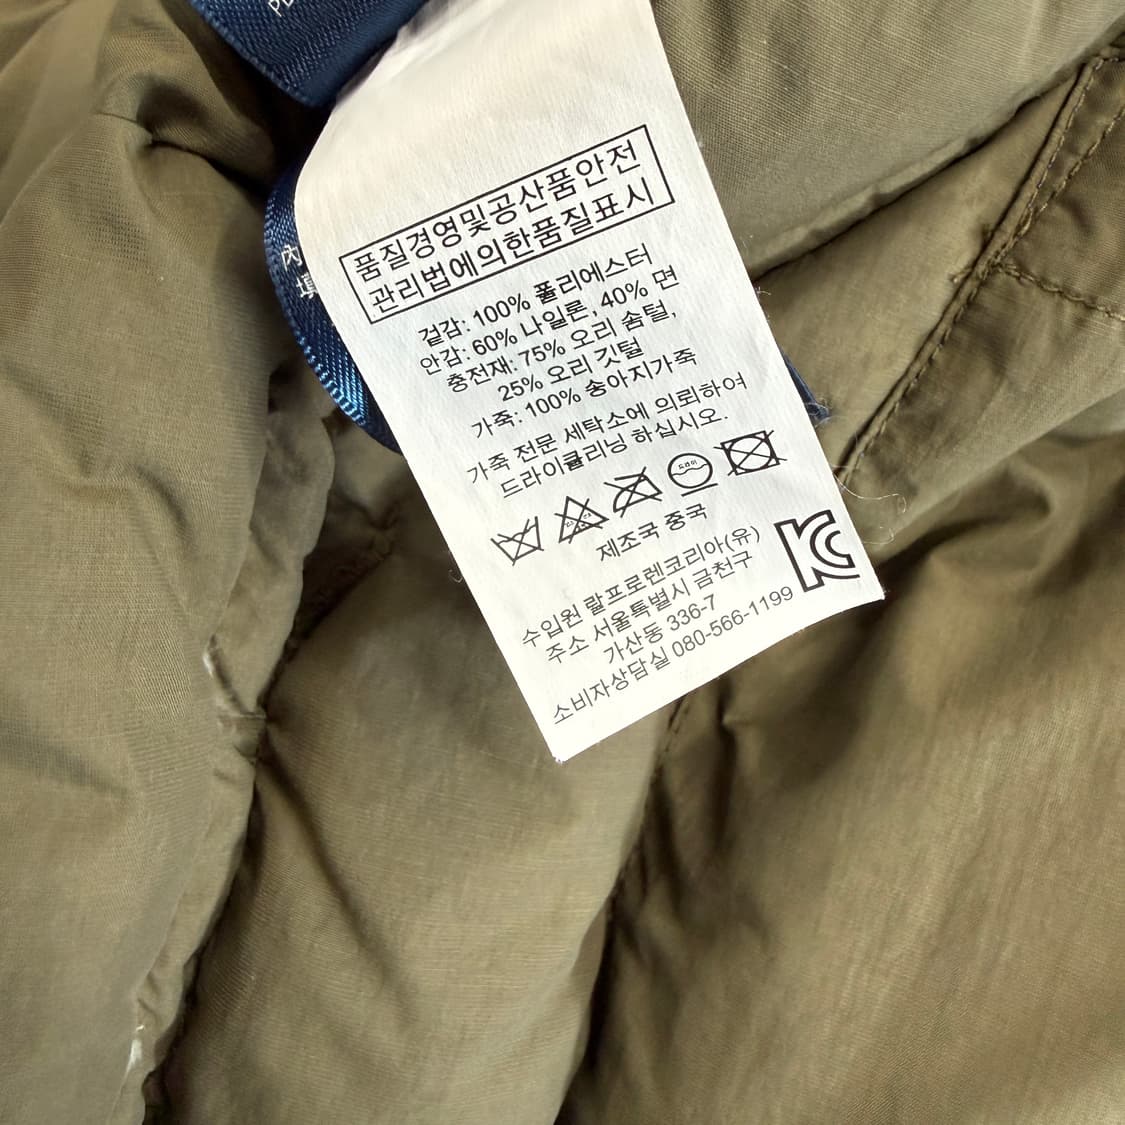 품질경영및공산품안전
관리법에의한품질표시
겉감: 100% 폴리에스터
안감: 60% 나일론, 40% 면
충전재: 75% 오리 솜털,
25% 오리 깃털
가죽: 100% 송아지가죽
가죽 전문 세탁소에 의뢰하여
드라이클리닝 하십시오.
드라이
제조국 중국
수입원 랄프로렌코리아(유)
주소 서울특별시 금천구
가산동 336-7
소비자상담실 080-566-1199